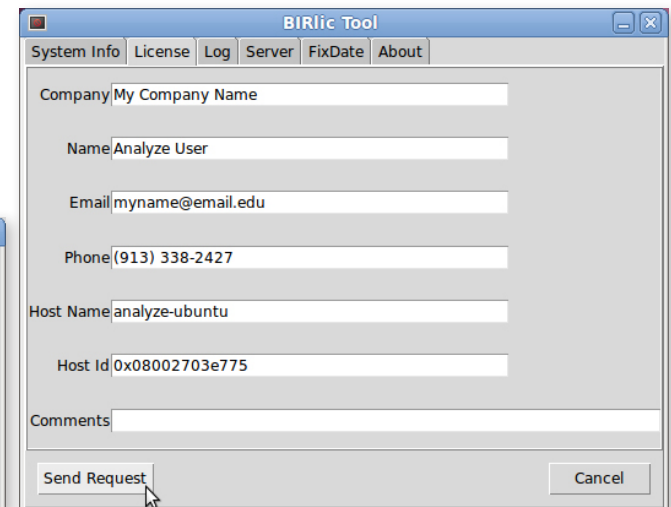 BIRlic Tool
System Info License Log Server FixDate About
Company My Company Name
Name Analyze User
Email myname@email.edu
Phone (913) 338-2427
Host Name analyze-ubuntu
Host Id 0x08002703e775
Comments
Send Request Cancel